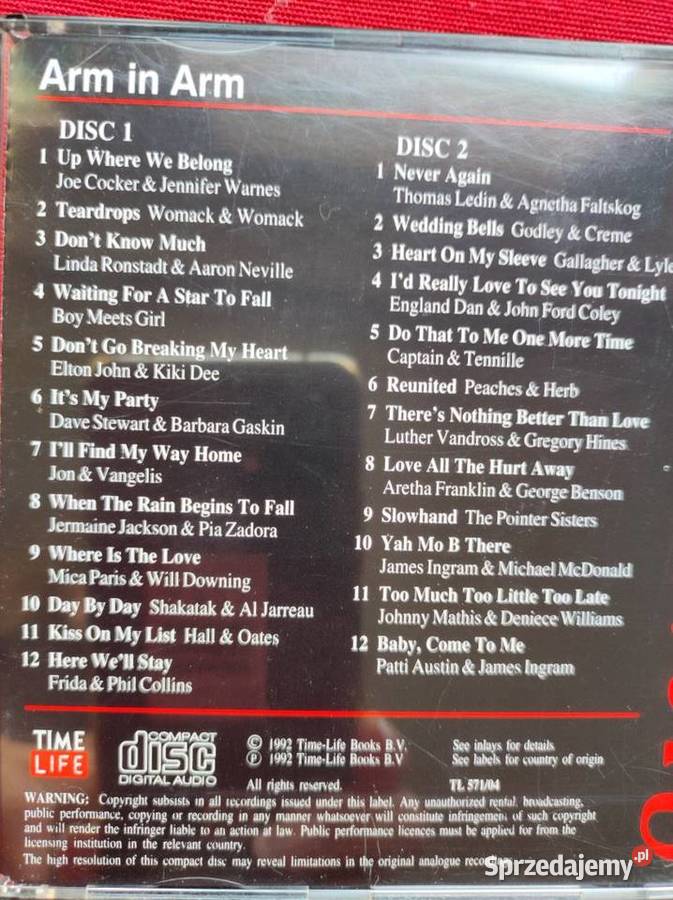 Arm in Arm
DISC 1
1 Up Where We Belong
Joe Cocker & Jennifer Warnes
2 Teardrops Womack & Womack
3 Don't Know Much
Linda Ronstadt & Aaron Neville
4 Waiting For A Star To Fall
Boy Meets Girl
5 Don't Go Breaking My Heart
Elton John & Kiki Dee
6 It's My Party
Dave Stewart & Barbara Gaskin
7 I'll Find My Way Home
Jon & Vangelis
8 When The Rain Begins To Fall
Jermaine Jackson & Pia Zadora
9 Where Is The Love
Mica Paris & Will Downing
10 Day By Day Shakatak & Al Jarreau
11 Kiss On My List Hall & Oates
12 Here We'll Stay
Frida & Phil Collins
DISC 2
1 Never Again
Thomas Ledin & Agnetha Faltskog
2 Wedding Bells Godley & Creme
3 Heart On My Sleeve Gallagher & Lyle
4 I'd Really Love To See You Tonight
England Dan & John Ford Coley
5 Do That To Me One More Time
Captain & Tennille
6 Reunited Peaches & Herb
7 There's Nothing Better Than Love
Luther Vandross & Gregory Hines
8 Love All The Hurt Away
Aretha Franklin & George Benson
9 Slowhand The Pointer Sisters
10 Yah Mo B There
James Ingram & Michael McDonald
11 Too Much Too Little Too Late
Johnny Mathis & Deniece Williams
12 Baby, Come To Me
Patti Austin & James Ingram
TIME
LIFE
COMPACT
disc
DIGITAL AUDIO
© 1992 Time-Life Books B.V.
℗ 1992 Time-Life Books B.V
All rights reserved.
See inlays for details
See labels for country of origin
TL 571/04
WARNING: Copyright subsists in all recordings issued under this label. Any unauthorized rental, broadcasting,
public performance, copying or recording in any manner whatsoever will constitute infringement of such copyright
and will render the infringer liable to an action at law. Public performance licences must be applied for from the
licensing institution in the relevant country.
The high resolution of this compact disc may reveal limitations in the original analogue
Sprzedajemy.pl